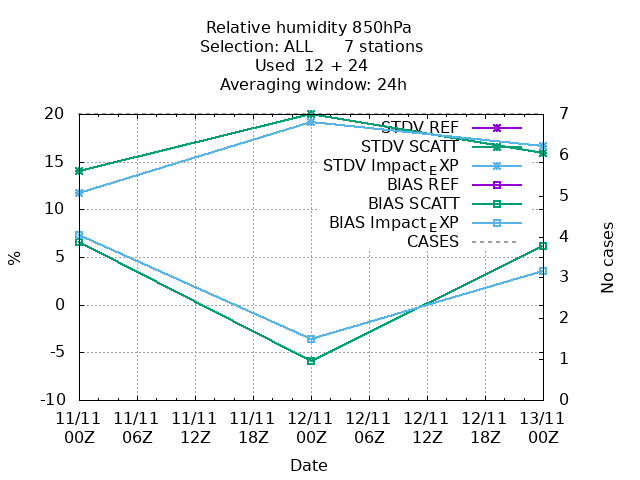 Relative humidity 850hPa
Selection: ALL 7 stations
Used 12 + 24
Averaging window: 24h
20 7
STDV REF
STDV SCATT
15 6
STDV Impact_EXP
BIAS REF
10 5
BIAS SCATT
BIAS Impact_EXP
CASES
5 4
%
No cases
0 3
2
-5
1
-10 0
11/11 11/11 11/11 11/11 12/11 12/11 12/11 12/11 13/11
00Z 06Z 12Z 18Z 00Z 06Z 12Z 18Z 00Z
Date